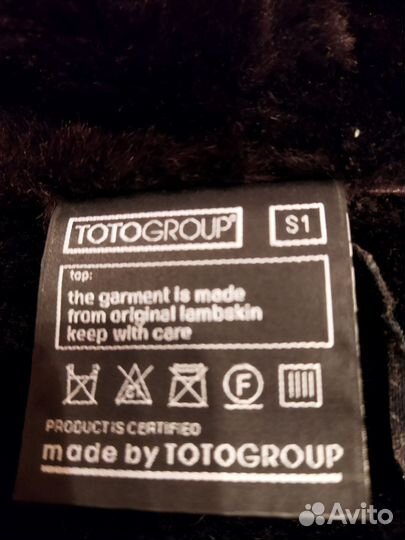 TOTOGROUP®
S1
top:
the garment is made
from original lambskin
keep with care
CL
F
PRODUCT IS CERTIFIED
made by TOTOGROUP
Avito